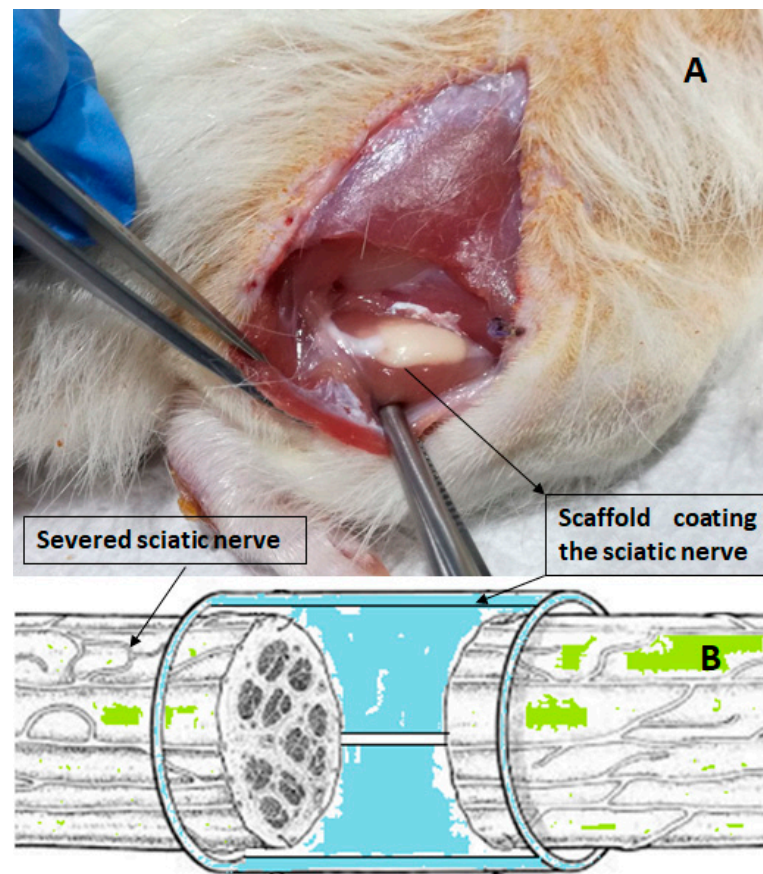 A
Severed sciatic nerve
Scaffold coating
the sciatic nerve
B